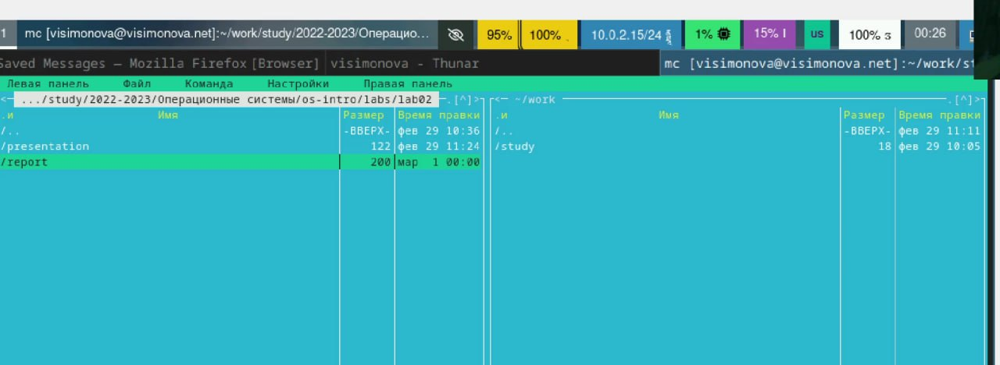 1 mc [visimonova@visimonova.net]:~/work/study/2022-2023/Операцио... 95% 100% 10.0.2.15/24 1% 15% us 100% 00:26
Saved Messages — Mozilla Firefox [Browser] visimonova - Thunar mc [visimonova@visimonova.net]:~/work/st
Левая панель Файл Команда Настройки Правая панель
<─ .../study/2022-2023/Операционные системы/os-intro/labs/lab02 ─.[^]>┐ ┌<─ ~/work ─.[^]>┐
.и Имя Размер Время правки .и Имя Размер Время правки
/.. -ВВЕРХ- фев 29 10:36 /.. -ВВЕРХ- фев 29 11:11
/presentation 122 фев 29 11:24 /study 18 фев 29 10:05
/report 200 мар 1 00:00